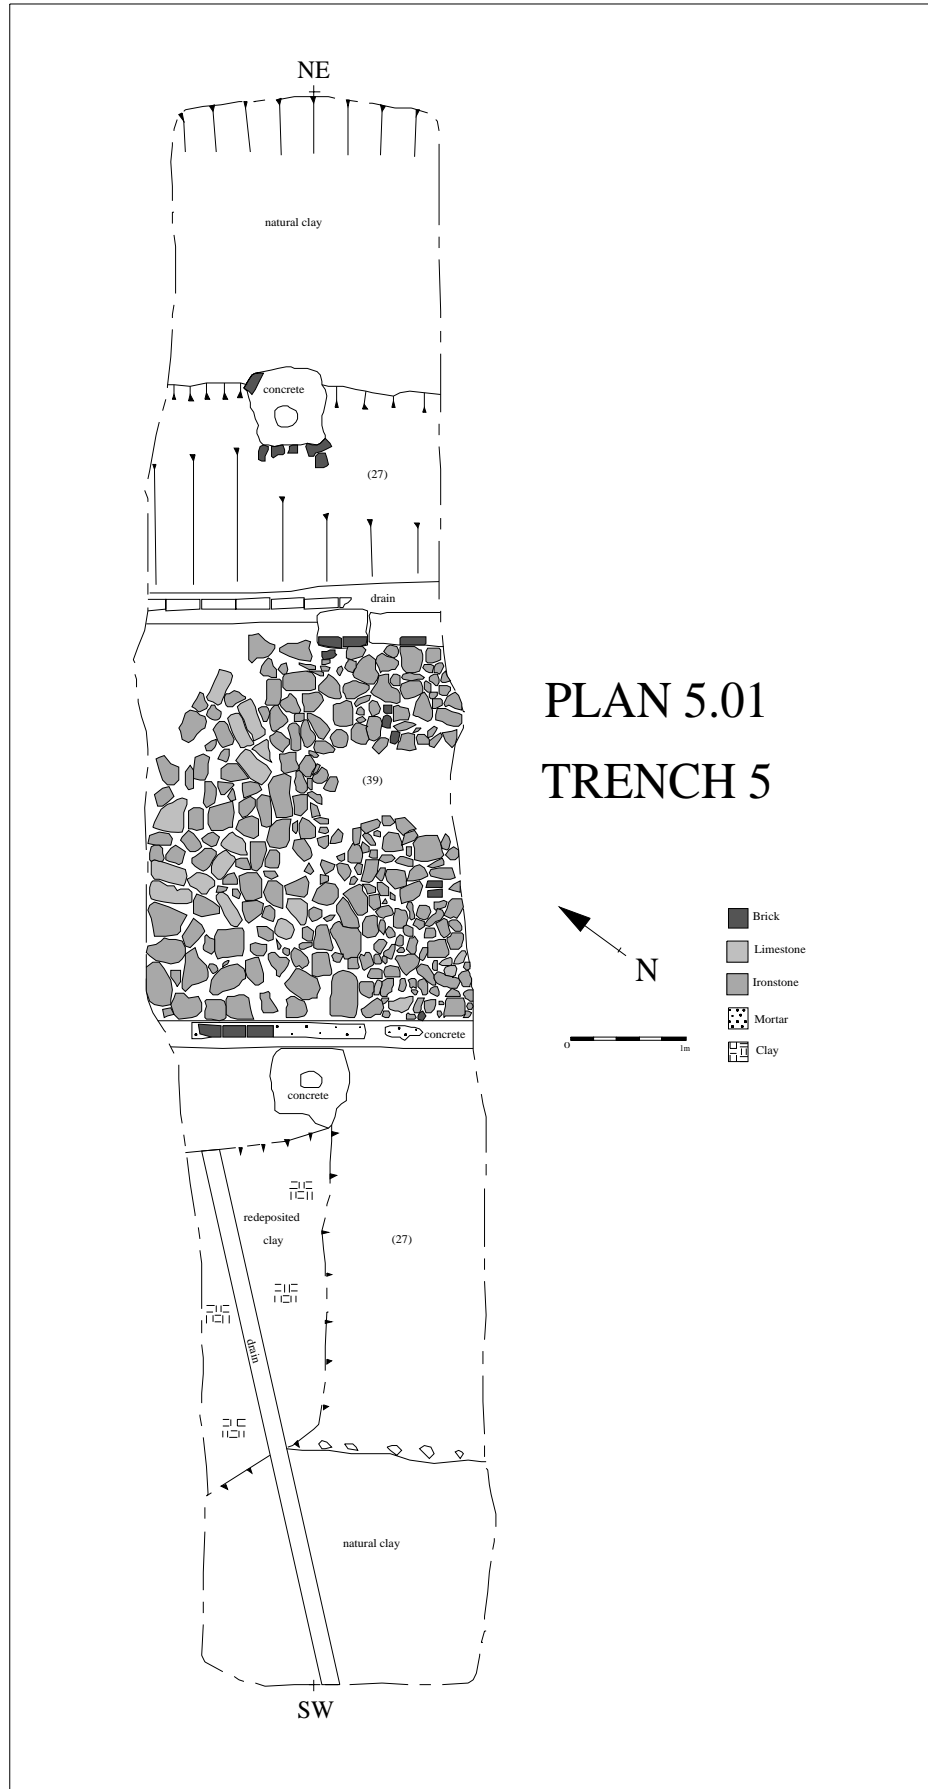 NE
natural clay
concrete
(27)
drain
PLAN 5.01
TRENCH 5
(39)
N
Brick
Limestone
Ironstone
Mortar
Clay
0 1m
concrete
concrete
redeposited
clay
(27)
drain
natural clay
SW